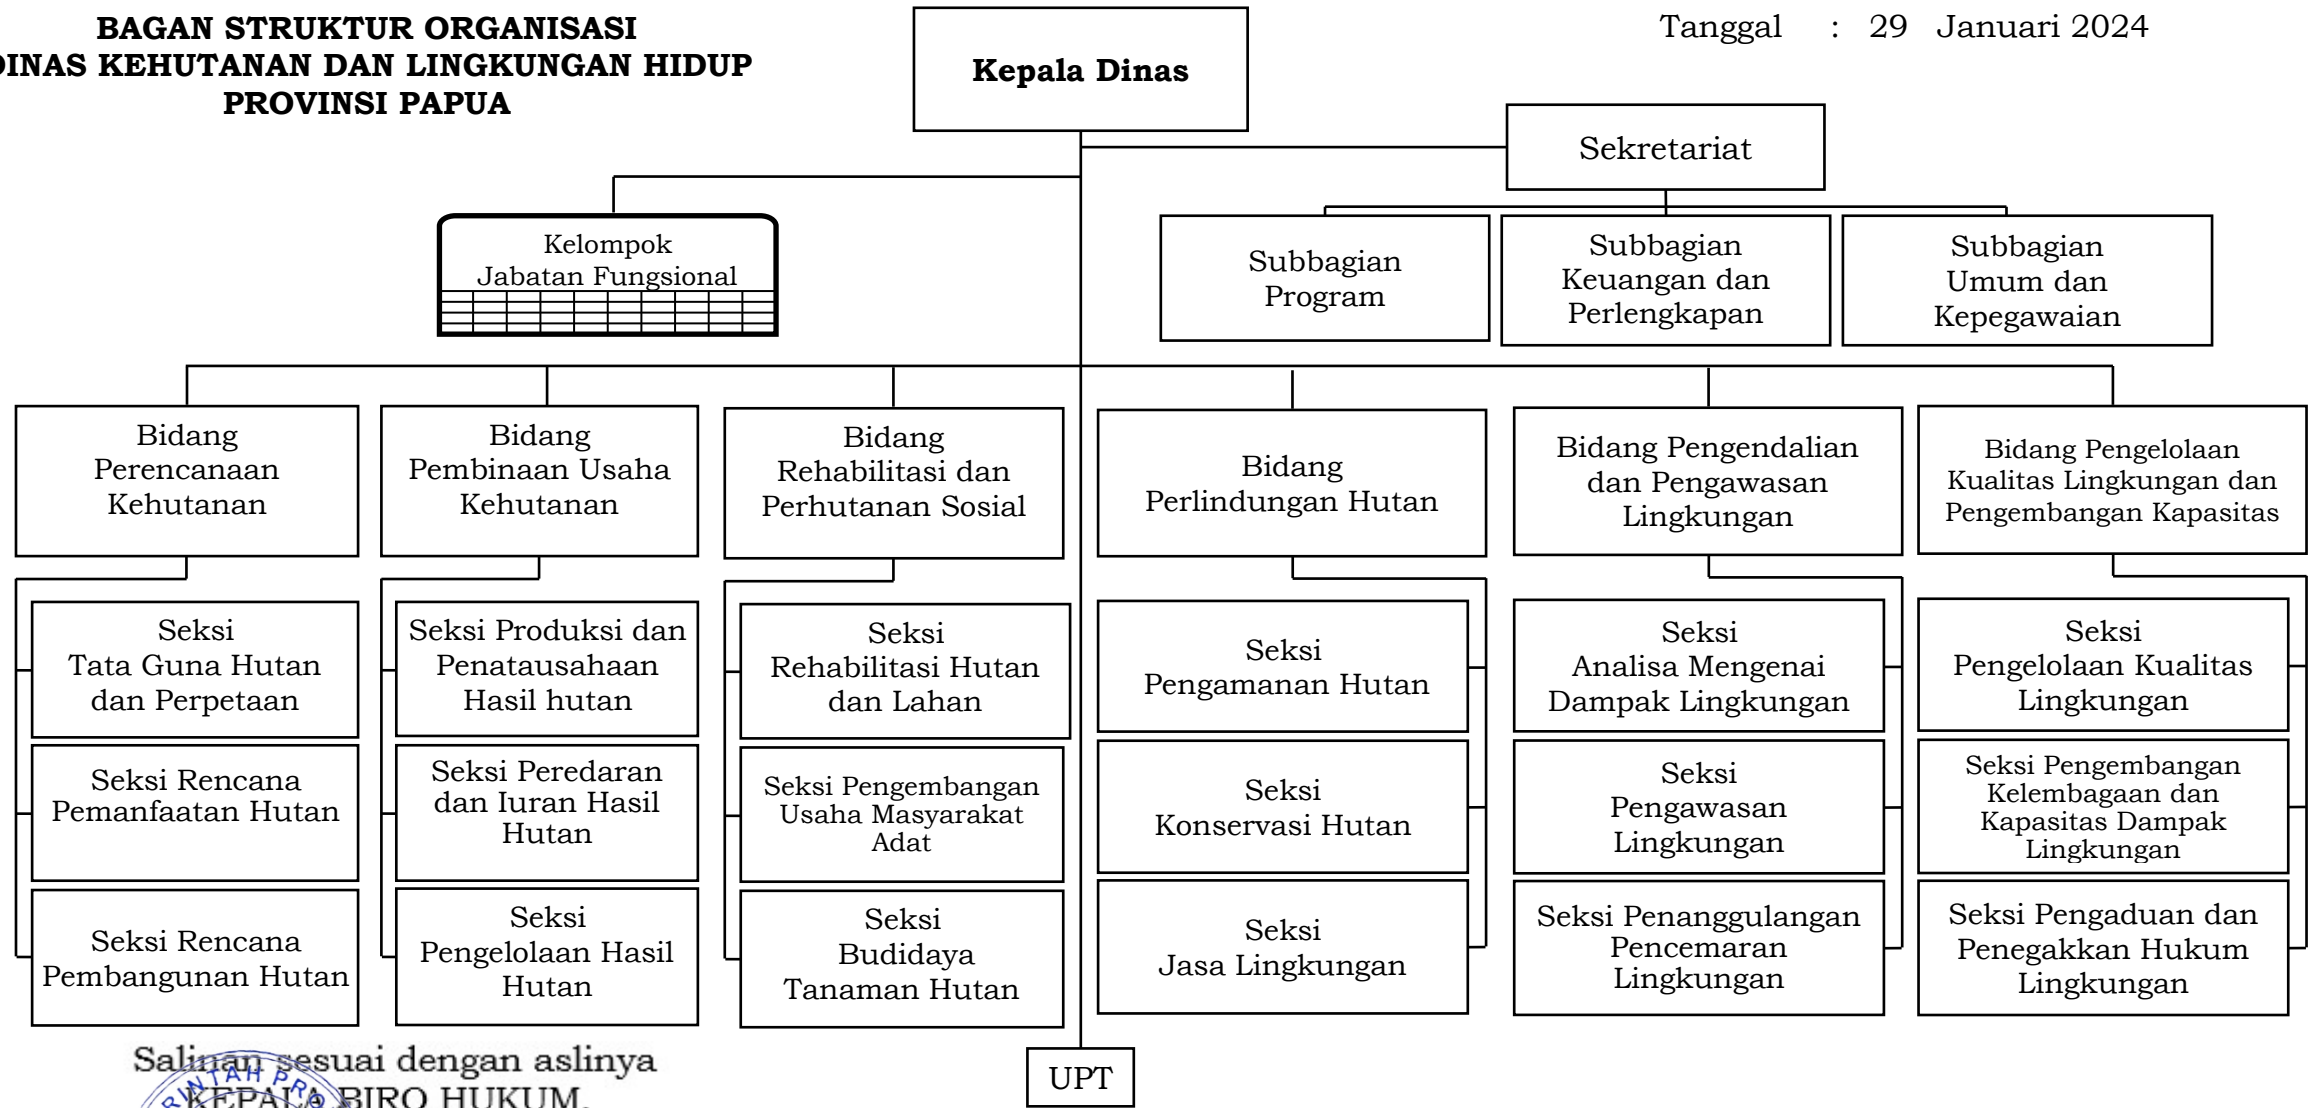 BAGAN STRUKTUR ORGANISASI
DINAS KEHUTANAN DAN LINGKUNGAN HIDUP
PROVINSI PAPUA
Tanggal : 29 Januari 2024
Kepala Dinas
Sekretariat
Kelompok
Jabatan Fungsional
Subbagian
Program
Subbagian
Keuangan dan
Perlengkapan
Subbagian
Umum dan
Kepegawaian
Bidang
Perencanaan
Kehutanan
Bidang
Pembinaan Usaha
Kehutanan
Bidang
Rehabilitasi dan
Perhutanan Sosial
Bidang
Perlindungan Hutan
Bidang Pengendalian
dan Pengawasan
Lingkungan
Bidang Pengelolaan
Kualitas Lingkungan dan
Pengembangan Kapasitas
Seksi
Tata Guna Hutan
dan Perpetaan
Seksi Produksi dan
Penatausahaan
Hasil hutan
Seksi
Rehabilitasi Hutan
dan Lahan
Seksi
Pengamanan Hutan
Seksi
Analisa Mengenai
Dampak Lingkungan
Seksi
Pengelolaan Kualitas
Lingkungan
Seksi Rencana
Pemanfaatan Hutan
Seksi Peredaran
dan Iuran Hasil
Hutan
Seksi Pengembangan
Usaha Masyarakat
Adat
Seksi
Konservasi Hutan
Seksi
Pengawasan
Lingkungan
Seksi Pengembangan
Kelembagaan dan
Kapasitas Dampak
Lingkungan
Seksi Rencana
Pembangunan Hutan
Seksi
Pengelolaan Hasil
Hutan
Seksi
Budidaya
Tanaman Hutan
Seksi
Jasa Lingkungan
Seksi Penanggulangan
Pencemaran
Lingkungan
Seksi Pengaduan dan
Penegakkan Hukum
Lingkungan
UPT
Salinan sesuai dengan aslinya
KEPALA BIRO HUKUM,